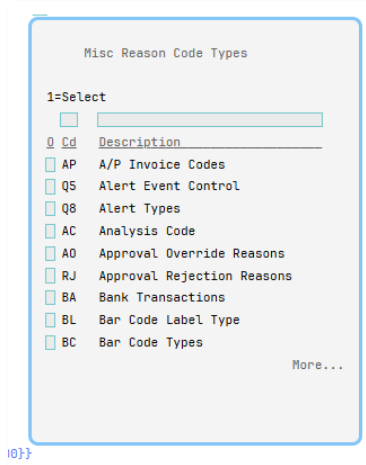 Misc Reason Code Types
1=Select
O Cd Description
AP A/P Invoice Codes
Q5 Alert Event Control
Q8 Alert Types
AC Analysis Code
AO Approval Override Reasons
RJ Approval Rejection Reasons
BA Bank Transactions
BL Bar Code Label Type
BC Bar Code Types
More...
0}}